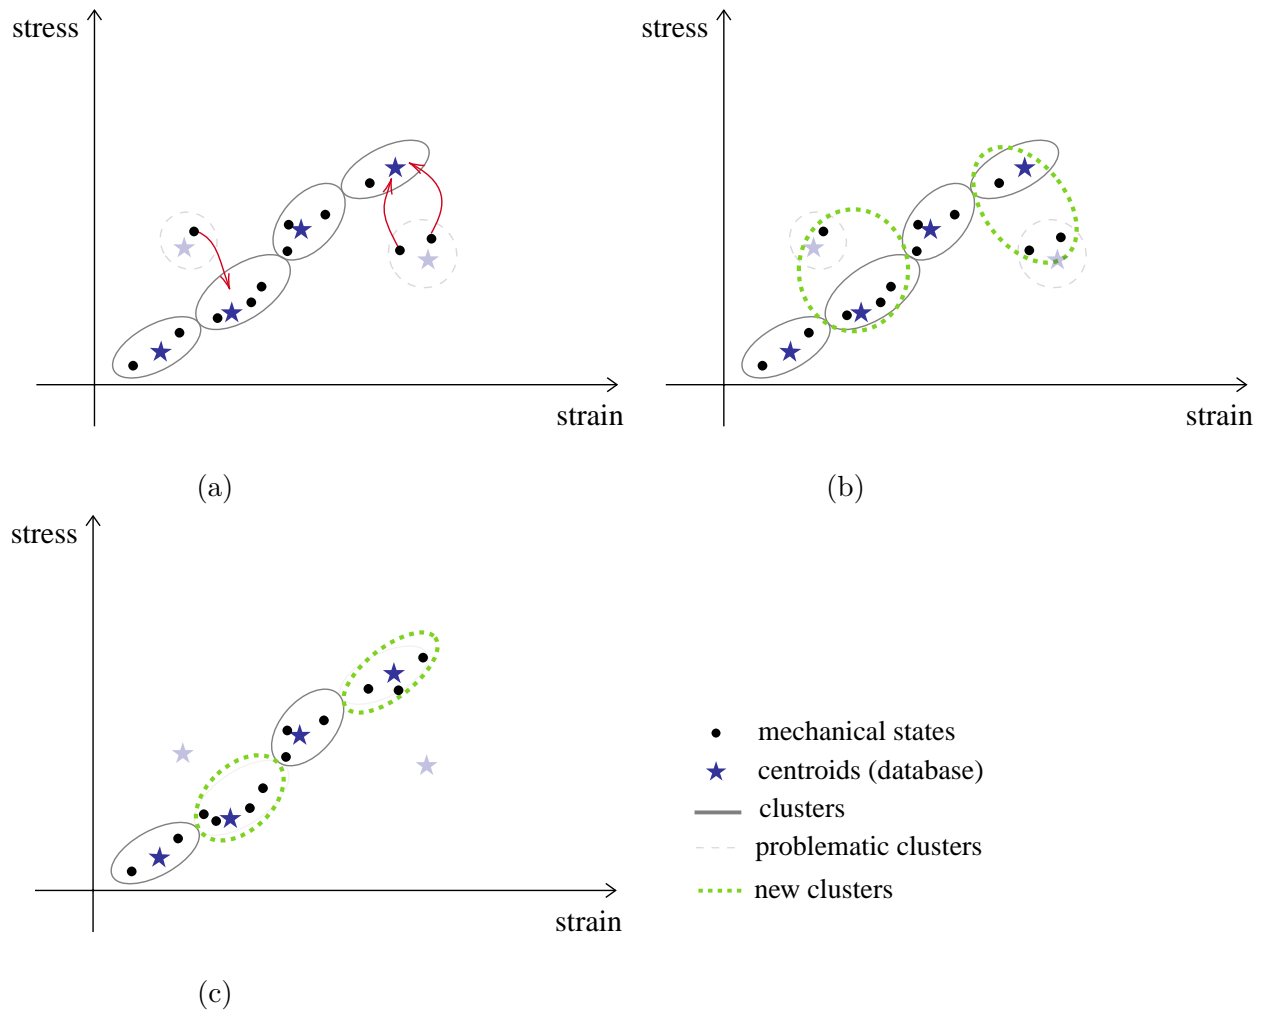 stress
strain
(a)
stress
strain
(b)
stress
strain
(c)
mechanical states
centroids (database)
clusters
problematic clusters
new clusters